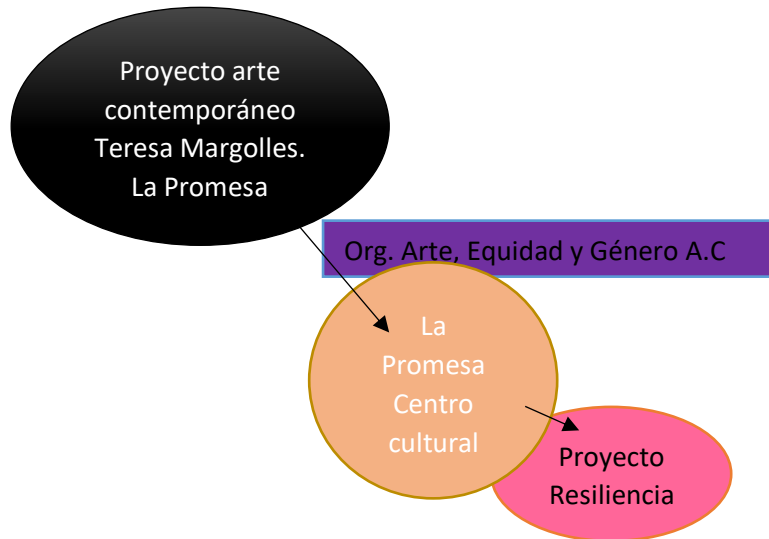 Proyecto arte
contemporáneo
Teresa Margolles.
La Promesa
Org. Arte, Equidad y Género A.C
La
Promesa
Centro
cultural
Proyecto
Resiliencia